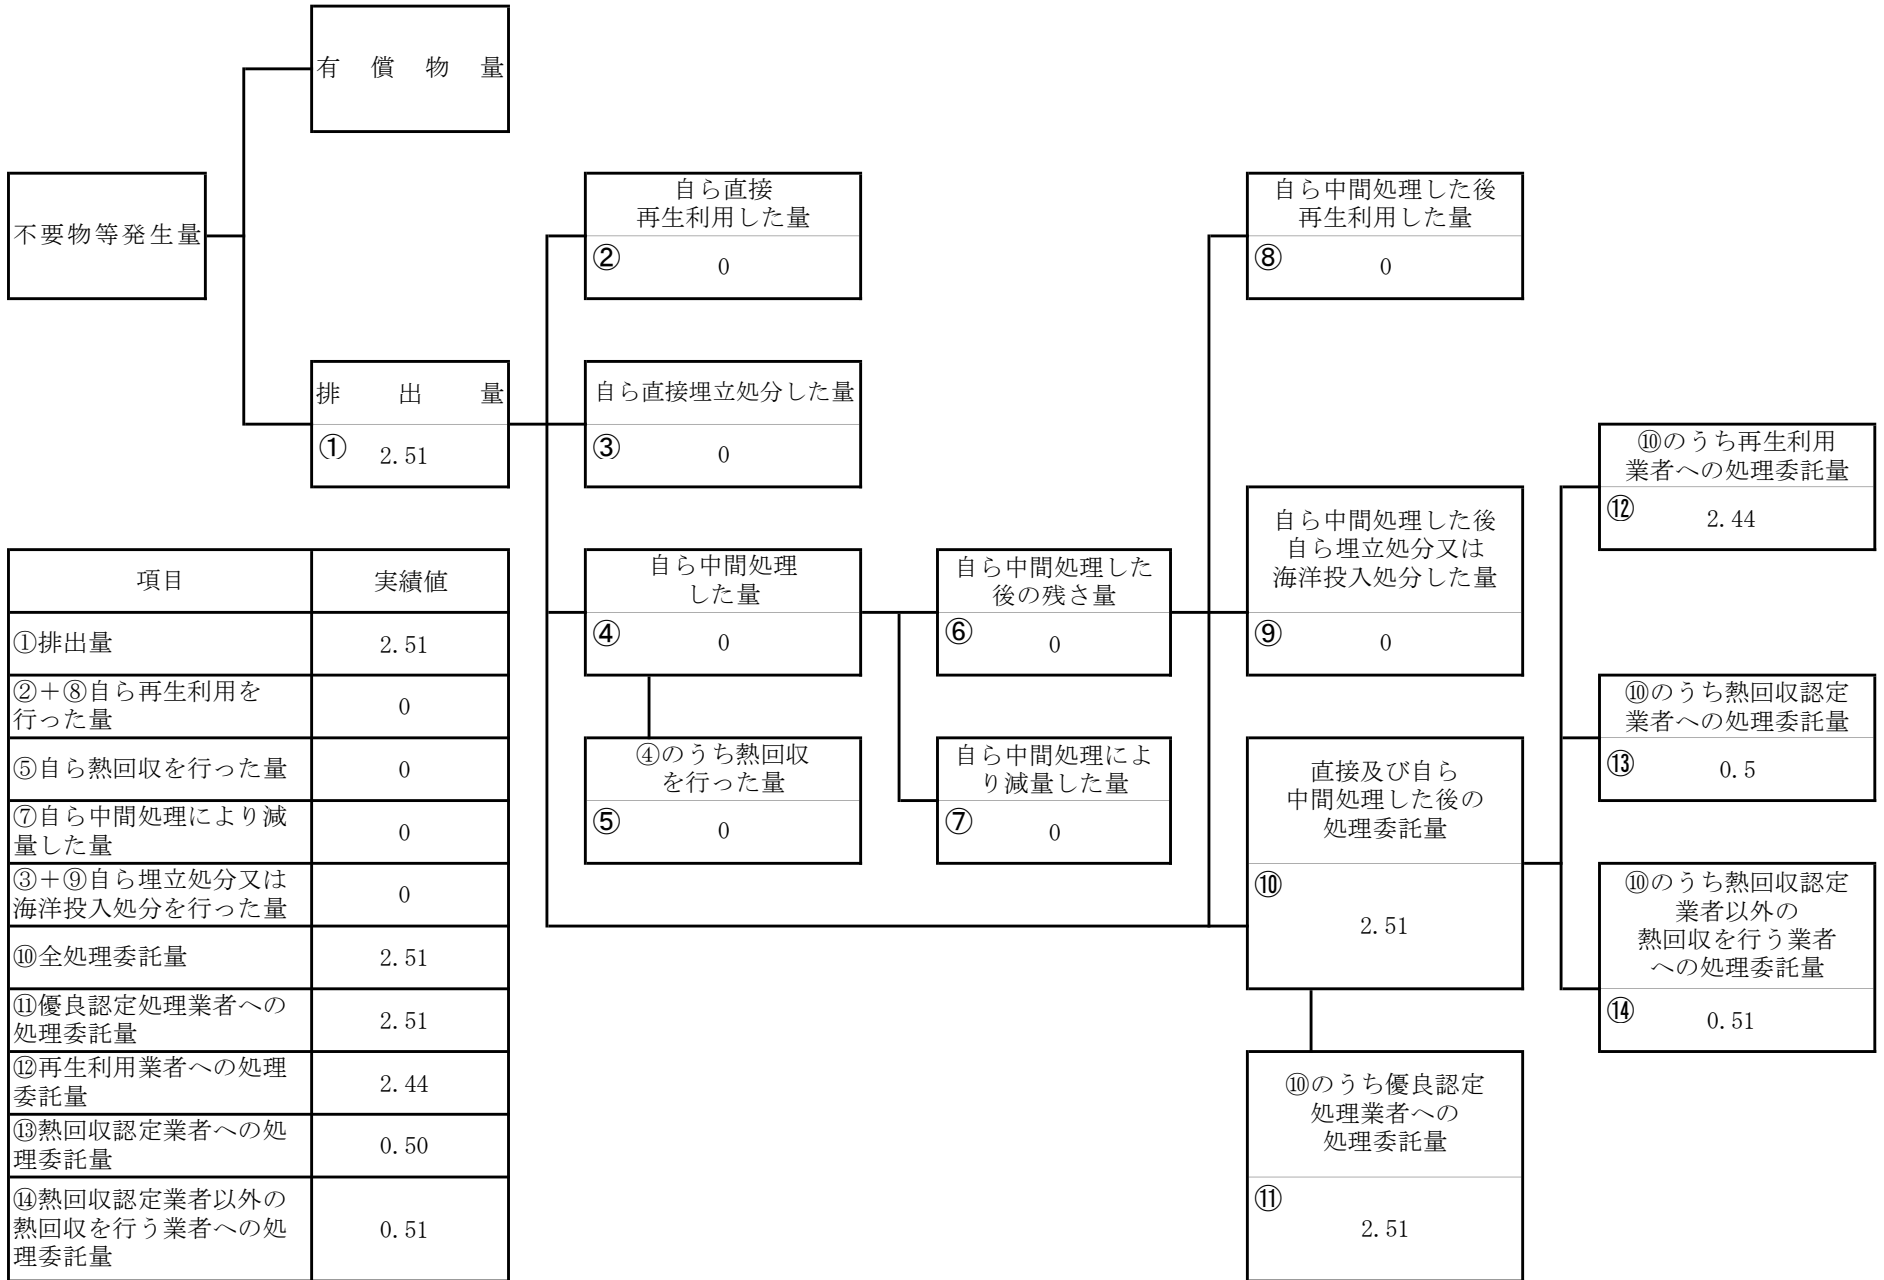 有償物量
不要物等発生量
排出量
① 2.51
自ら直接
再生利用した量
② 0
自ら直接埋立処分した量
③ 0
自ら中間処理
した量
④ 0
④のうち熱回収
を行った量
⑤ 0
自ら中間処理した
後の残さ量
⑥ 0
自ら中間処理によ
り減量した量
⑦ 0
自ら中間処理した後
再生利用した量
⑧ 0
自ら中間処理した後
自ら埋立処分又は
海洋投入処分した量
⑨ 0
直接及び自ら
中間処理した後の
処理委託量
⑩
2.51
⑩のうち優良認定
処理業者への
処理委託量
⑪
2.51
⑩のうち再生利用
業者への処理委託量
⑫ 2.44
⑩のうち熱回収認定
業者への処理委託量
⑬ 0.5
⑩のうち熱回収認定
業者以外の
熱回収を行う業者
への処理委託量
⑭ 0.51
項目 実績値
①排出量 2.51
②+⑧自ら再生利用を
行った量 0
⑤自ら熱回収を行った量 0
⑦自ら中間処理により減
量した量 0
③+⑨自ら埋立処分又は
海洋投入処分を行った量 0
⑩全処理委託量 2.51
⑪優良認定処理業者への
処理委託量 2.51
⑫再生利用業者への処理
委託量 2.44
⑬熱回収認定業者への処
理委託量 0.50
⑭熱回収認定業者以外の
熱回収を行う業者への処
理委託量 0.51